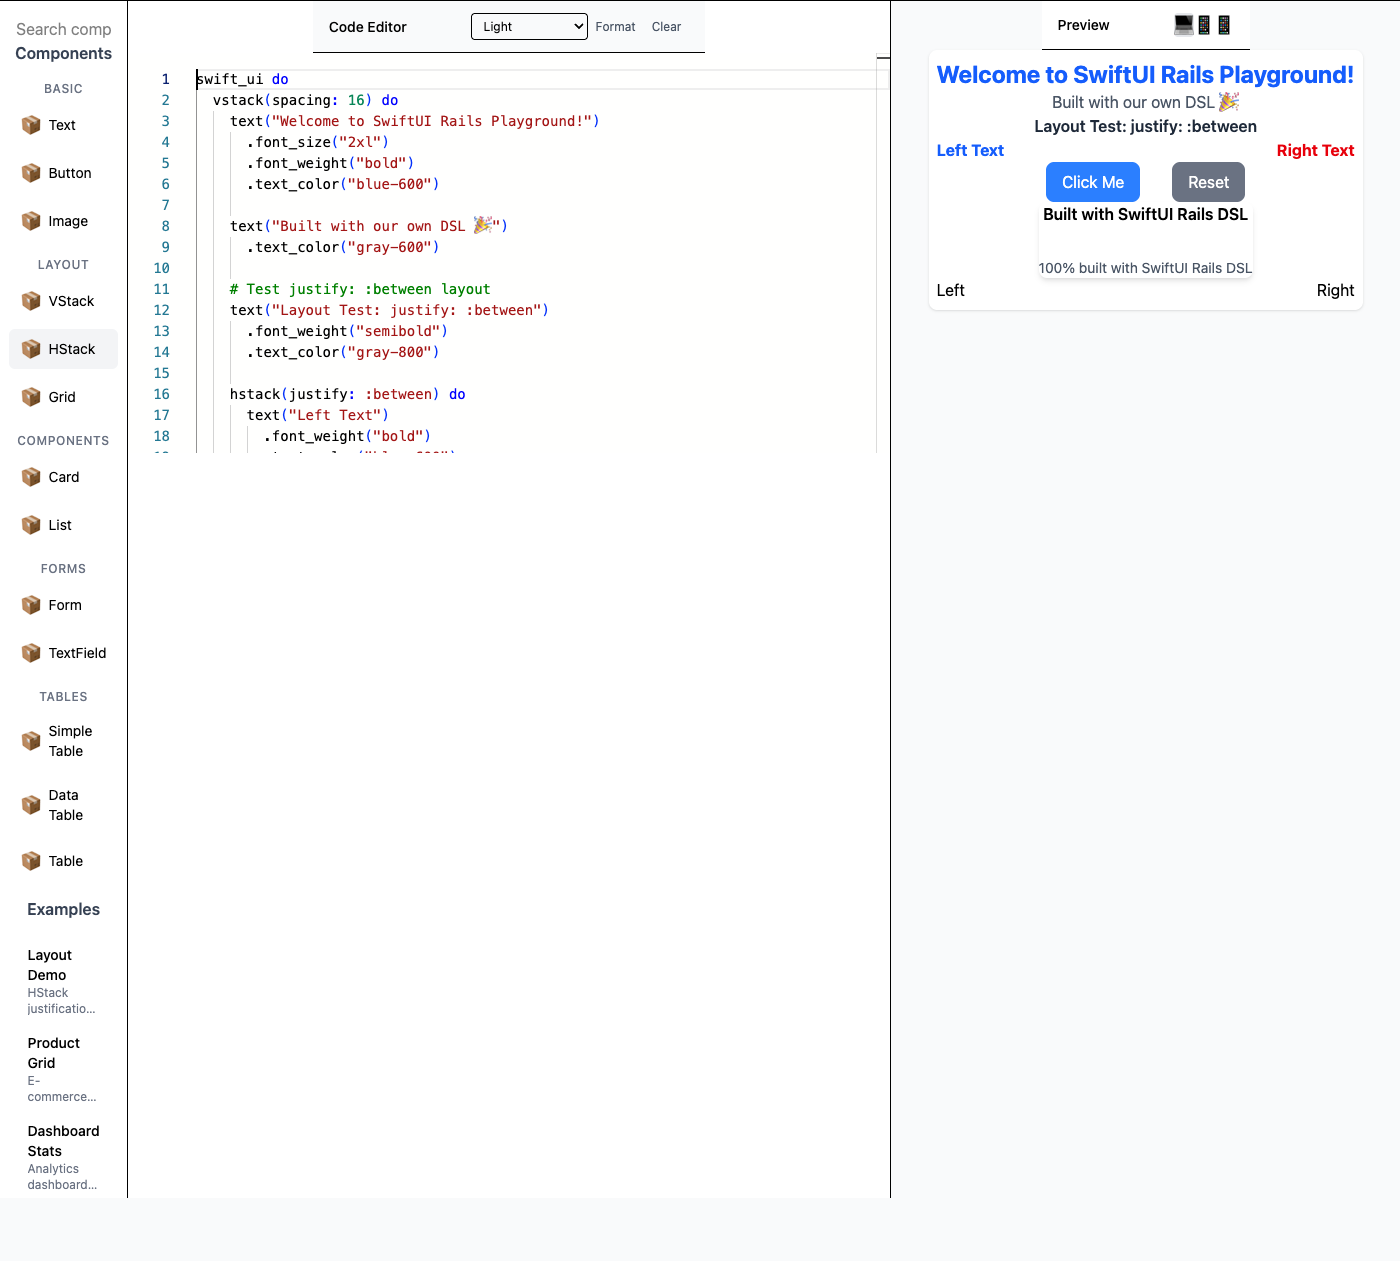 Search comp
Components
BASIC
Text
Button
Image
LAYOUT
VStack
HStack
Grid
COMPONENTS
Card
List
FORMS
Form
TextField
TABLES
Simple
Table
Data
Table
Table
Examples
Layout
Demo
HStack
justificatio...
Product
Grid
E-
commerce...
Dashboard
Stats
Analytics
dashboard...
Code Editor
Light
Format
Clear
1 swift_ui do
2 vstack(spacing: 16) do
3 text("Welcome to SwiftUI Rails Playground!")
4 .font_size("2xl")
5 .font_weight("bold")
6 .text_color("blue-600")
7
8 text("Built with our own DSL 🎉")
9 .text_color("gray-600")
10
11 # Test justify: :between layout
12 text("Layout Test: justify: :between")
13 .font_weight("semibold")
14 .text_color("gray-800")
15
16 hstack(justify: :between) do
17 text("Left Text")
18 .font_weight("bold")
Preview
Welcome to SwiftUI Rails Playground!
Built with our own DSL 🎉
Layout Test: justify: :between
Left Text Right Text
Click Me Reset
Built with SwiftUI Rails DSL
100% built with SwiftUI Rails DSL
Left Right